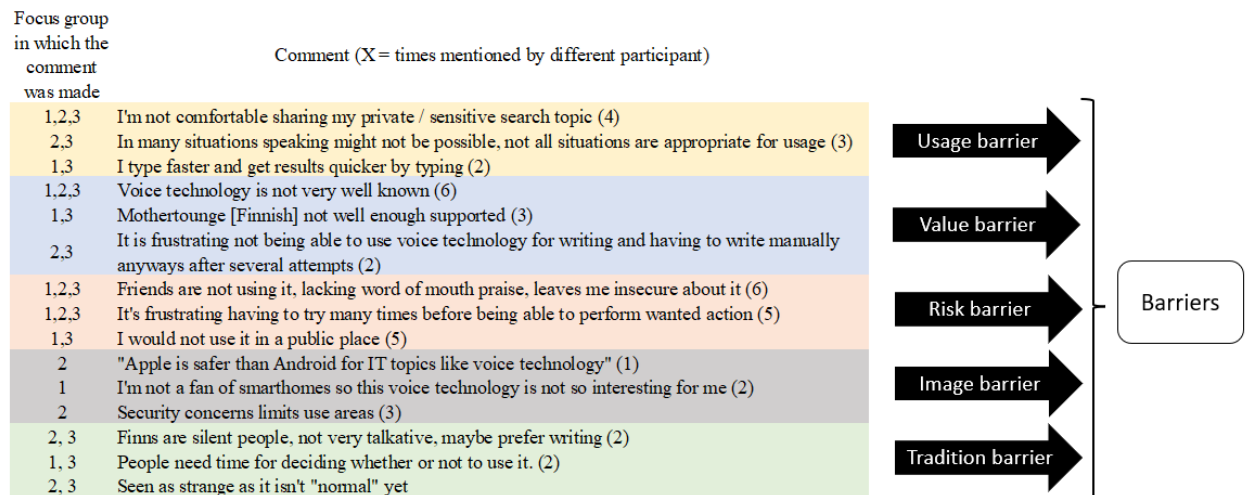 Focus group
in which the
comment
was made
Comment (X = times mentioned by different participant)
1,2,3 I'm not comfortable sharing my private / sensitive search topic (4)
2,3 In many situations speaking might not be possible, not all situations are appropriate for usage (3)
1,3 I type faster and get results quicker by typing (2)
Usage barrier
1,2,3 Voice technology is not very well known (6)
1,3 Mothertounge [Finnish] not well enough supported (3)
2,3 It is frustrating not being able to use voice technology for writing and having to write manually
anyways after several attempts (2)
Value barrier
1,2,3 Friends are not using it, lacking word of mouth praise, leaves me insecure about it (6)
1,2,3 It's frustrating having to try many times before being able to perform wanted action (5)
1,3 I would not use it in a public place (5)
Risk barrier
2 "Apple is safer than Android for IT topics like voice technology" (1)
1 I'm not a fan of smarthomes so this voice technology is not so interesting for me (2)
2 Security concerns limits use areas (3)
Image barrier
2, 3 Finns are silent people, not very talkative, maybe prefer writing (2)
1, 3 People need time for deciding whether or not to use it. (2)
2, 3 Seen as strange as it isn't "normal" yet
Tradition barrier
Barriers